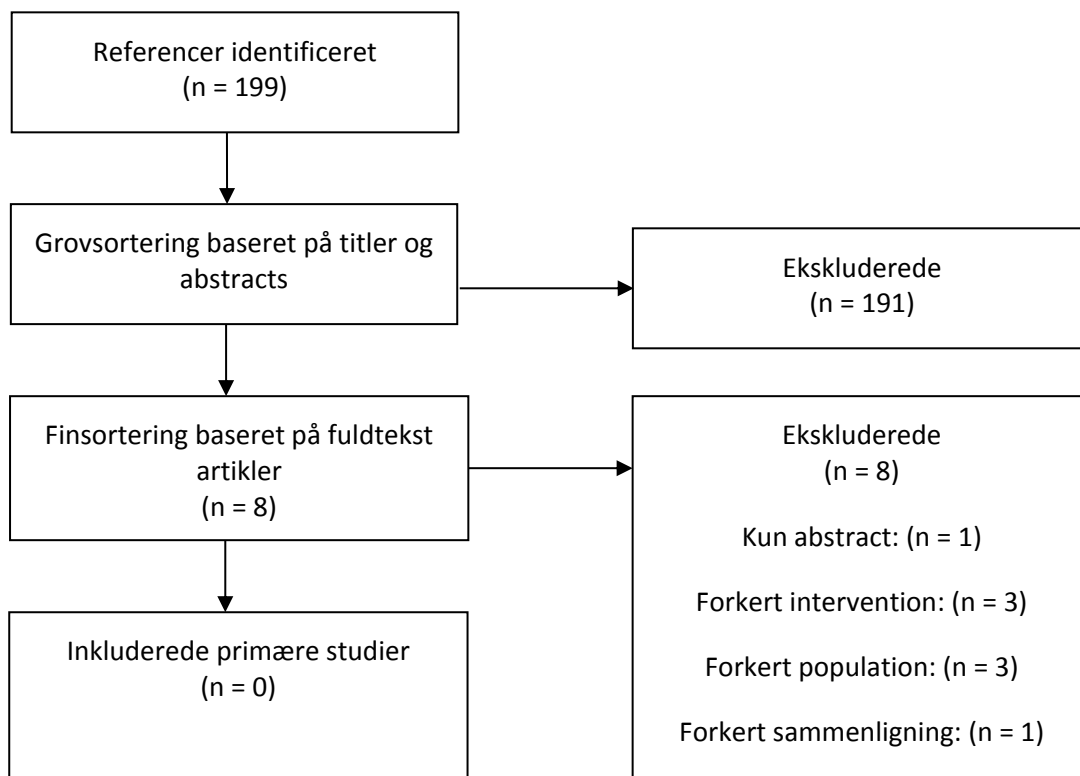 Referencer identificeret
(n = 199)
Grovsortering baseret på titler og
abstracts
Ekskluderede
(n = 191)
Finsortering baseret på fuldtekst
artikler
(n = 8)
Ekskluderede
(n = 8)
Kun abstract: (n = 1)
Forkert intervention: (n = 3)
Forkert population: (n = 3)
Forkert sammenligning: (n = 1)
Inkluderede primære studier
(n = 0)